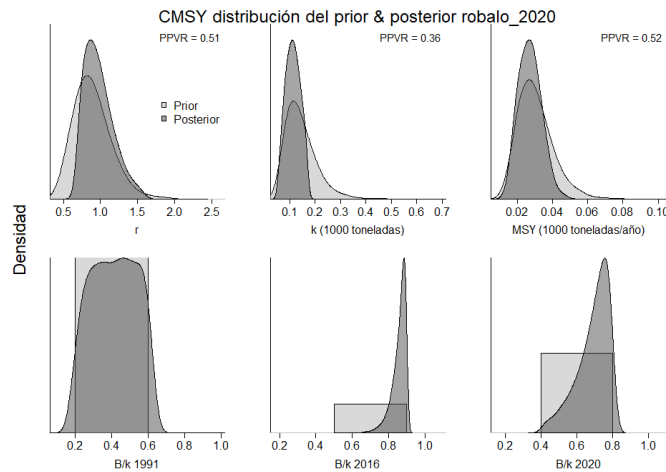 CMSY distribución del prior & posterior robalo_2020
PPVR = 0.51
PPVR = 0.36
PPVR = 0.52
Prior
Posterior
0.5 1.0 1.5 2.0 2.5
0.1 0.2 0.3 0.4 0.5 0.6 0.7
0.02 0.04 0.06 0.08 0.10
r
k (1000 toneladas)
MSY (1000 toneladas/año)
Densidad
0.0 0.2 0.4 0.6 0.8 1.0
0.2 0.4 0.6 0.8 1.0
0.2 0.4 0.6 0.8 1.0
B/k 1991
B/k 2016
B/k 2020